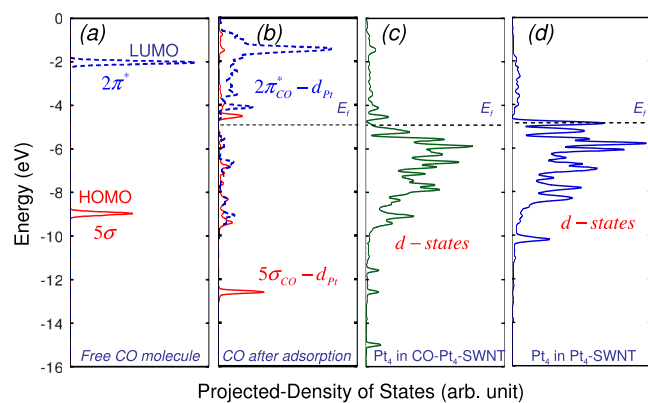 (a) (b) (c) (d)
0
-2
-4
-6
-8
-10
-12
-14
-16
Energy (eV)
LUMO
2π*
HOMO
5σ
Free CO molecule
2π*CO – dPt
Ef
5σCO – dPt
CO after adsorption
Ef
d – states
Pt4 in CO-Pt4-SWNT
Ef
d – states
Pt4 in Pt4-SWNT
Projected-Density of States (arb. unit)